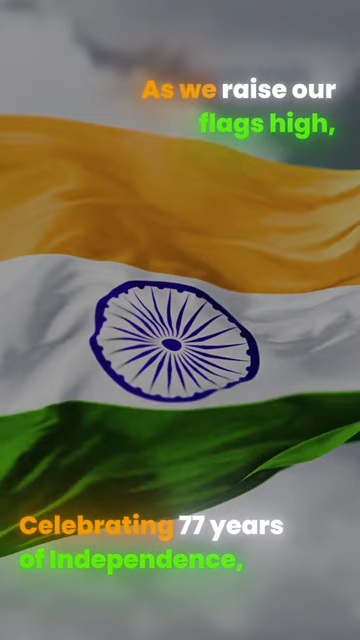 As we raise our
flags high,
Celebrating 77 years
of Independence,